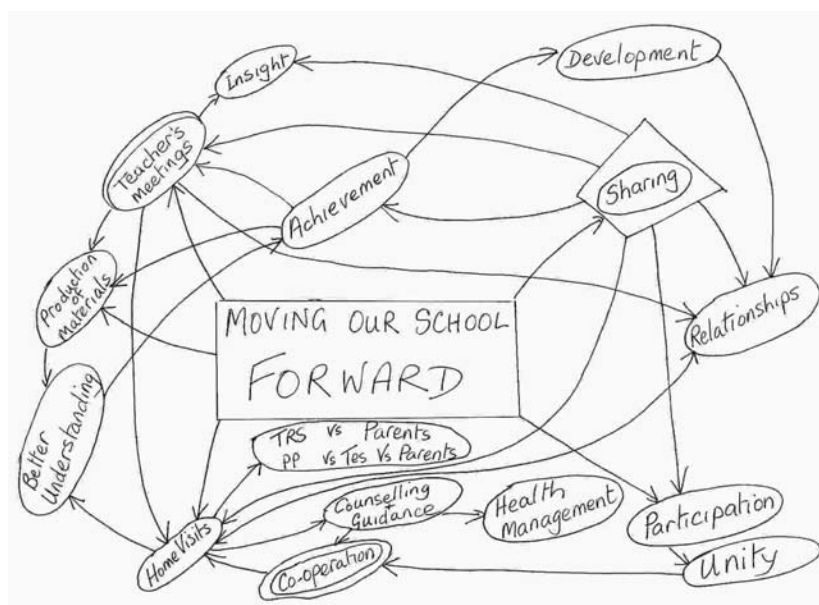 Insight
Development
Teacher's
meetings
Achievement
Sharing
Production
of
Materials
MOVING OUR SCHOOL
FORWARD
Relationships
Better
Understanding
TRS vs Parents
PP vs Tes Vs Parents
Counselling
Guidance
Health
Management
Participation
Home Visits
Co-operation
Unity